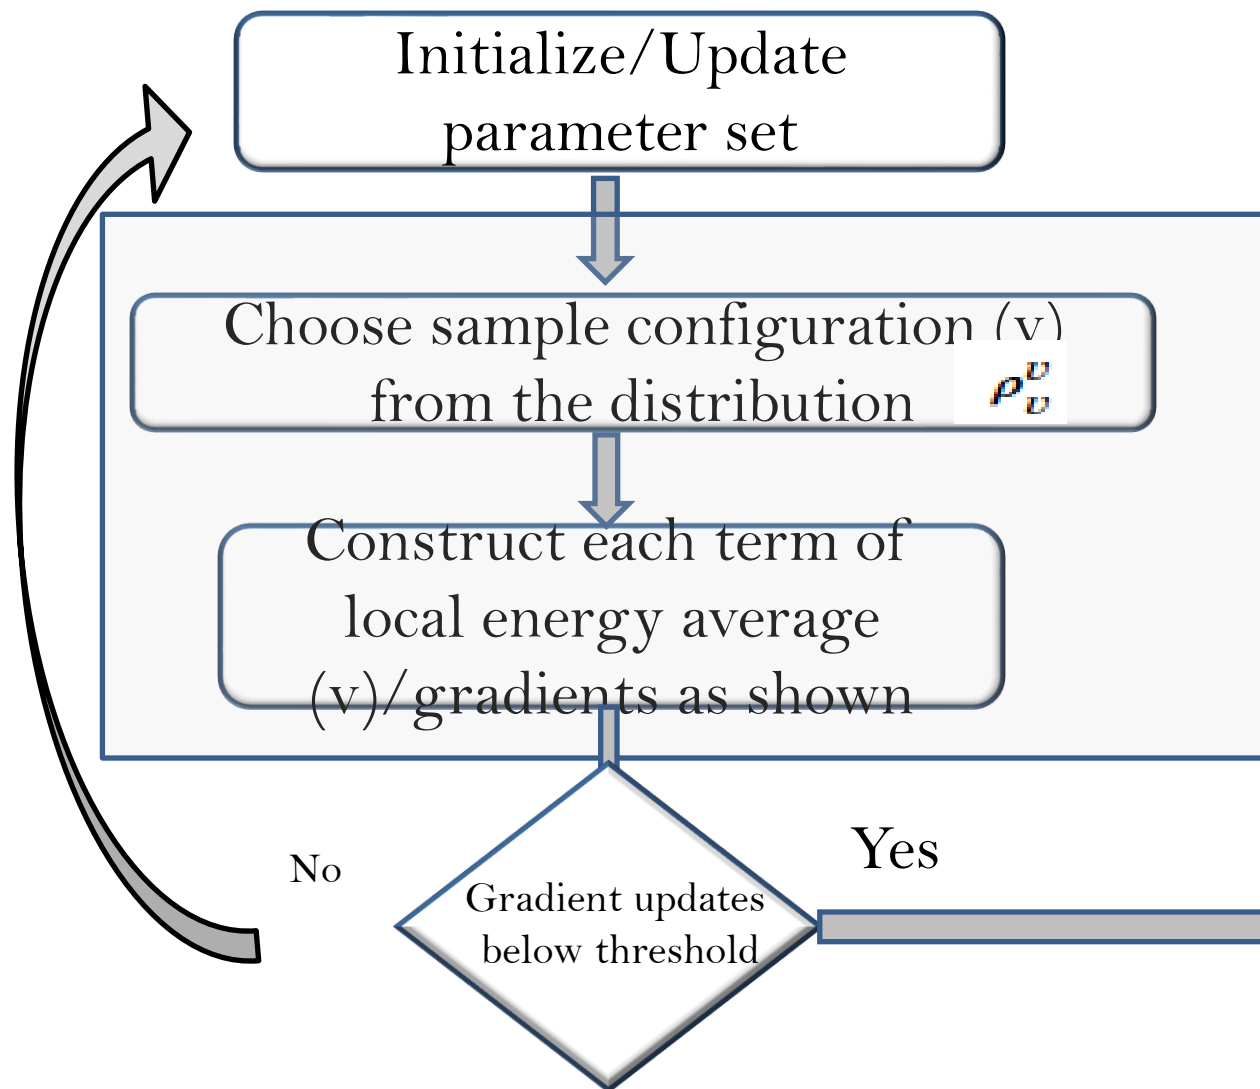 Initialize/Update
parameter set
Choose sample configuration (v)
from the distribution ρᵛᵥ
Construct each term of
local energy average
(v)/gradients as shown
No
Yes
Gradient updates
below threshold